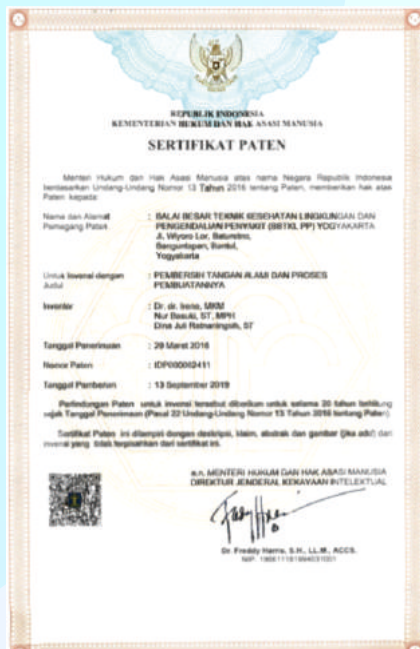 REPUBLIK INDONESIA
KEMENTERIAN HUKUM DAN HAK ASASI MANUSIA
SERTIFIKAT PATEN
Menteri Hukum dan Hak Asasi Manusia atas nama Negara Republik Indonesia
berdasarkan Undang-Undang Nomor 13 Tahun 2016 tentang Paten, memberikan hak atas
Paten kepada:
Nama dan Alamat Pemegang Paten : BALAI BESAR TEKNIK KESEHATAN LINGKUNGAN DAN
PENGENDALIAN PENYAKIT (BBTKL PP) YOGYAKARTA
Jl. Wiyoro Lor, Baturetno,
Banguntapan, Bantul,
Yogyakarta
Untuk Invensi dengan Judul : PEMBERSIH TANGAN ALAMI DAN PROSES
PEMBUATANNYA
Inventor : Dr. dr. Irene, MKM
Nur Basuki, ST, MPH
Dina Juli Ratnaningsih, ST
Tanggal Penerimaan : 29 Maret 2016
Nomor Paten : IDP000062411
Tanggal Pemberian : 13 September 2019
Perlindungan Paten untuk invensi tersebut diberikan untuk selama 20 tahun terhitung
sejak Tanggal Penerimaan (Pasal 22 Undang-Undang Nomor 13 Tahun 2016 tentang Paten).
Sertifikat Paten ini dilampiri dengan deskripsi, klaim, abstrak dan gambar (jika ada) dari
invensi yang tidak terpisahkan dari sertifikat ini.
a.n. MENTERI HUKUM DAN HAK ASASI MANUSIA
DIREKTUR JENDERAL KEKAYAAN INTELEKTUAL
Dr. Freddy Harris, S.H., LL.M., ACCS.
NIP. 196611181994031001